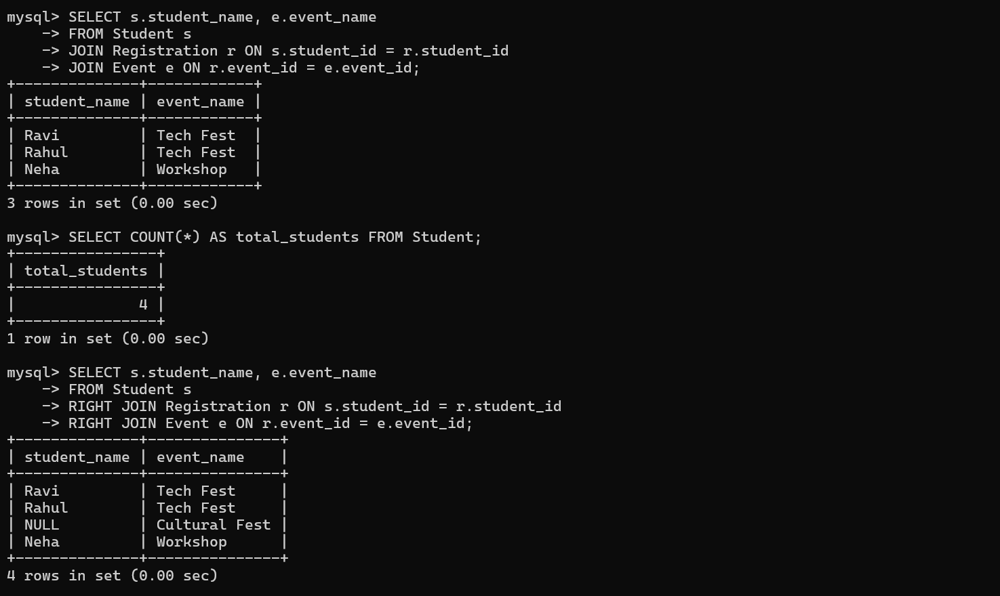 mysql> SELECT s.student_name, e.event_name
    -> FROM Student s
    -> JOIN Registration r ON s.student_id = r.student_id
    -> JOIN Event e ON r.event_id = e.event_id;
+--------------+------------+
| student_name | event_name |
+--------------+------------+
| Ravi         | Tech Fest  |
| Rahul        | Tech Fest  |
| Neha         | Workshop   |
+--------------+------------+
3 rows in set (0.00 sec)

mysql> SELECT COUNT(*) AS total_students FROM Student;
+----------------+
| total_students |
+----------------+
|              4 |
+----------------+
1 row in set (0.00 sec)

mysql> SELECT s.student_name, e.event_name
    -> FROM Student s
    -> RIGHT JOIN Registration r ON s.student_id = r.student_id
    -> RIGHT JOIN Event e ON r.event_id = e.event_id;
+--------------+---------------+
| student_name | event_name    |
+--------------+---------------+
| Ravi         | Tech Fest     |
| Rahul        | Tech Fest     |
| NULL         | Cultural Fest |
| Neha         | Workshop      |
+--------------+---------------+
4 rows in set (0.00 sec)